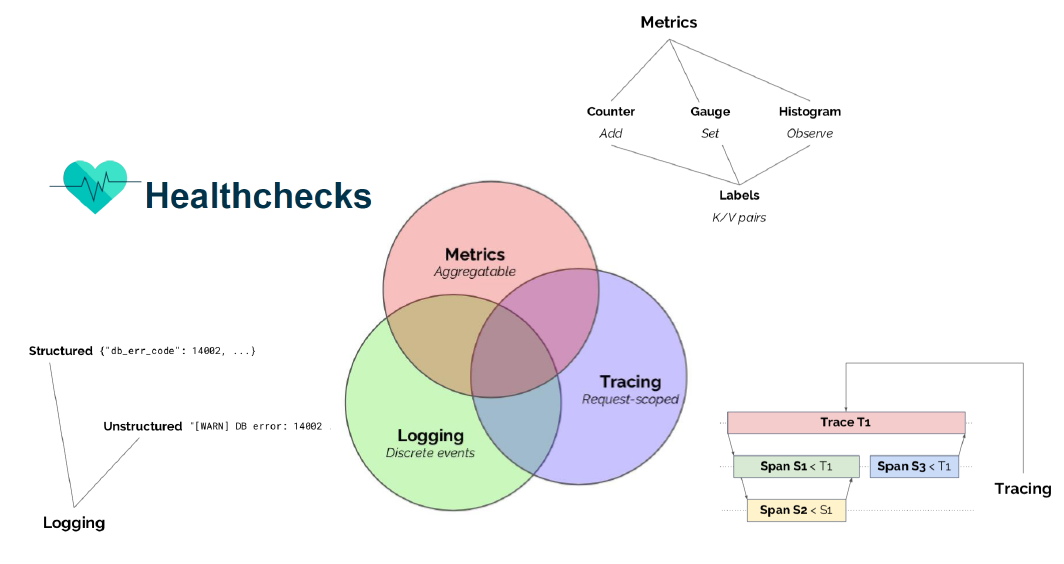 Metrics
Counter
Gauge
Histogram
Add
Set
Observe
Labels
K/V pairs
Healthchecks
Metrics
Aggregatable
Tracing
Request-scoped
Logging
Discrete events
Structured {"db_err_code": 14002, ...}
Unstructured "[WARN] DB error: 14002 .
Logging
Trace T1
Span S1 < T1
Span S3 < T1
Span S2 < S1
Tracing